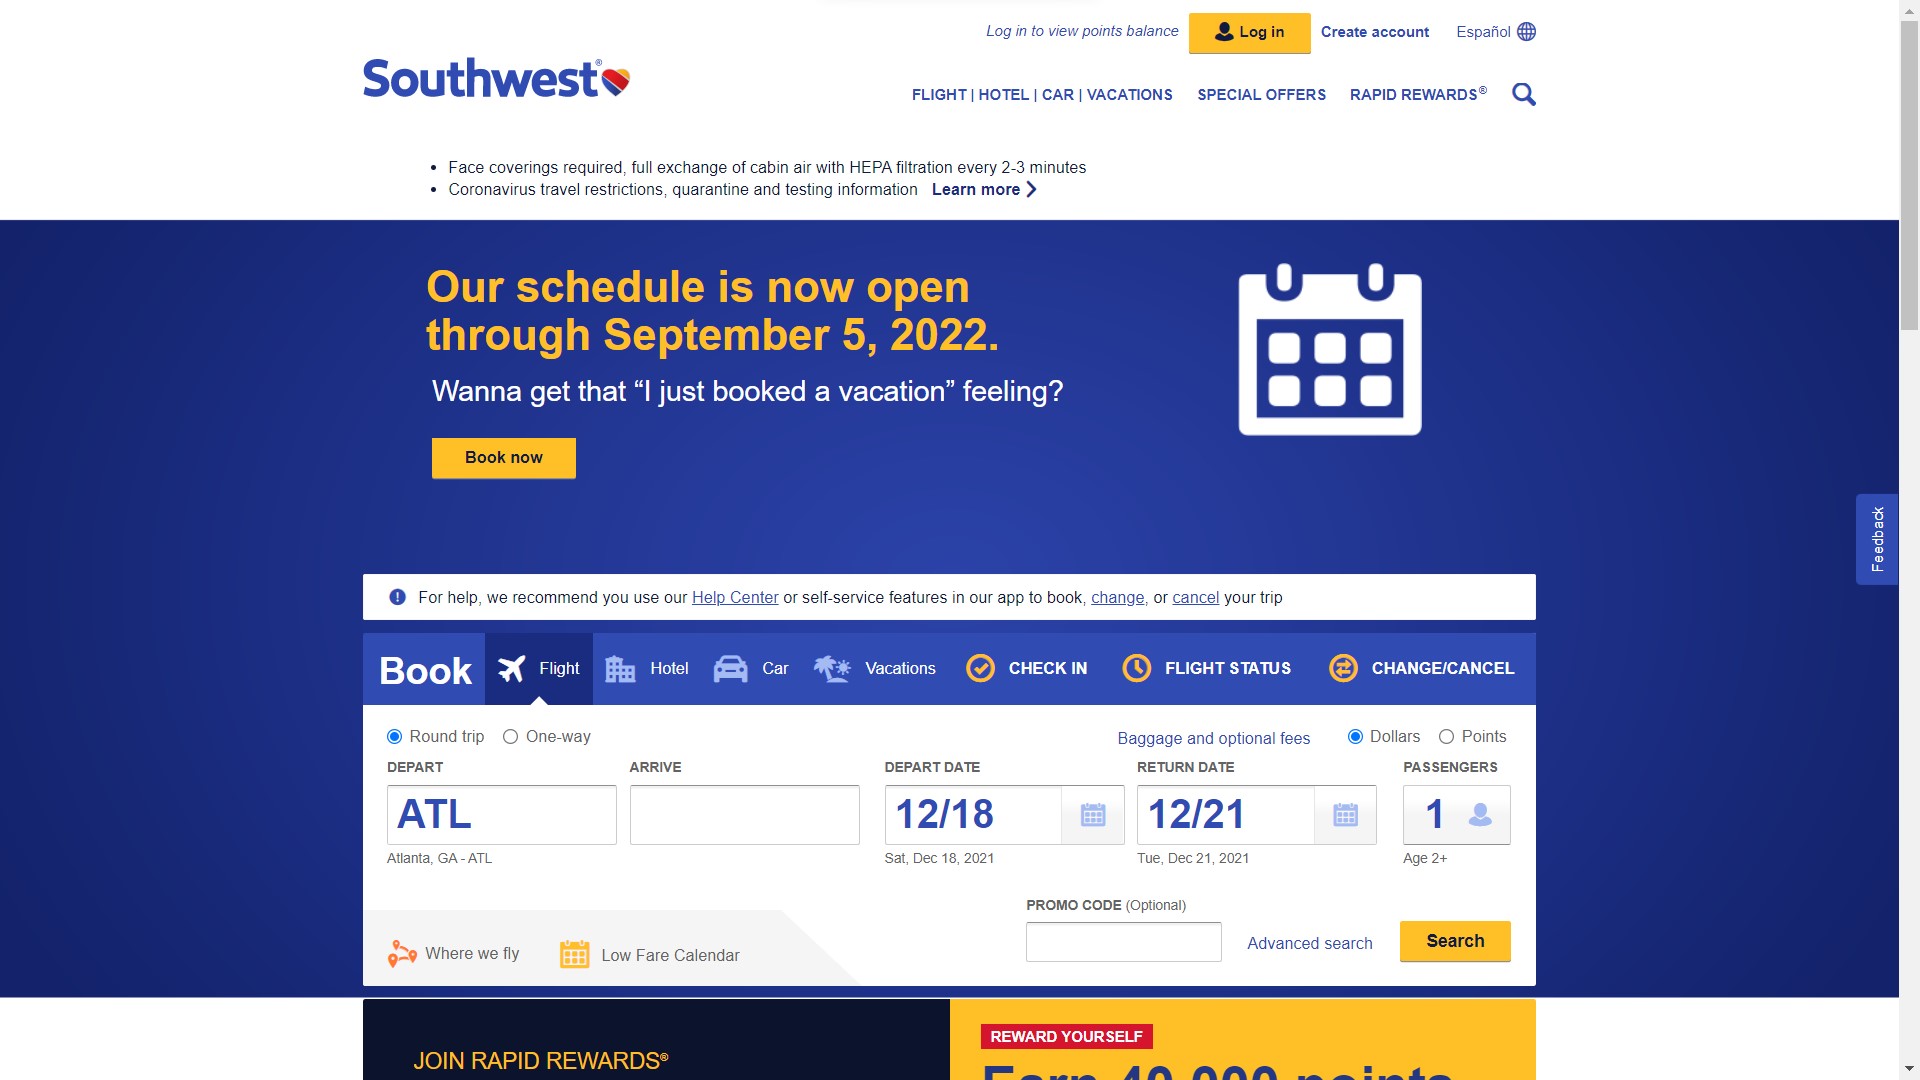 Log in to view points balance
Log in
Create account
Español
Southwest®
FLIGHT | HOTEL | CAR | VACATIONS
SPECIAL OFFERS
RAPID REWARDS®
• Face coverings required, full exchange of cabin air with HEPA filtration every 2-3 minutes
• Coronavirus travel restrictions, quarantine and testing information Learn more
Our schedule is now open
through September 5, 2022.
Wanna get that “I just booked a vacation” feeling?
Book now
Feedback
For help, we recommend you use our Help Center or self-service features in our app to book, change, or cancel your trip
Book
Flight
Hotel
Car
Vacations
CHECK IN
FLIGHT STATUS
CHANGE/CANCEL
Round trip
One-way
Baggage and optional fees
Dollars
Points
DEPART
ARRIVE
DEPART DATE
RETURN DATE
PASSENGERS
ATL
12/18
12/21
1
Atlanta, GA - ATL
Sat, Dec 18, 2021
Tue, Dec 21, 2021
Age 2+
PROMO CODE (Optional)
Where we fly
Low Fare Calendar
Advanced search
Search
JOIN RAPID REWARDS®
REWARD YOURSELF
Earn 40,000 points